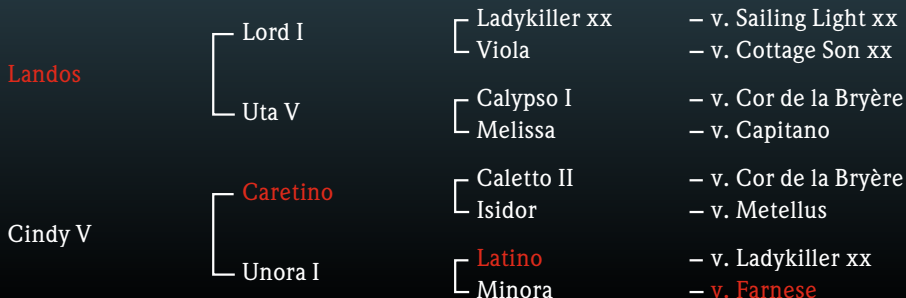 Ladykiller xx – v. Sailing Light xx
Lord I
Viola – v. Cottage Son xx
Landos
Calypso I – v. Cor de la Bryère
Uta V
Melissa – v. Capitano
Caletto II – v. Cor de la Bryère
Caretino
Isidor – v. Metellus
Cindy V
Latino – v. Ladykiller xx
Unora I
Minora – v. Farnese